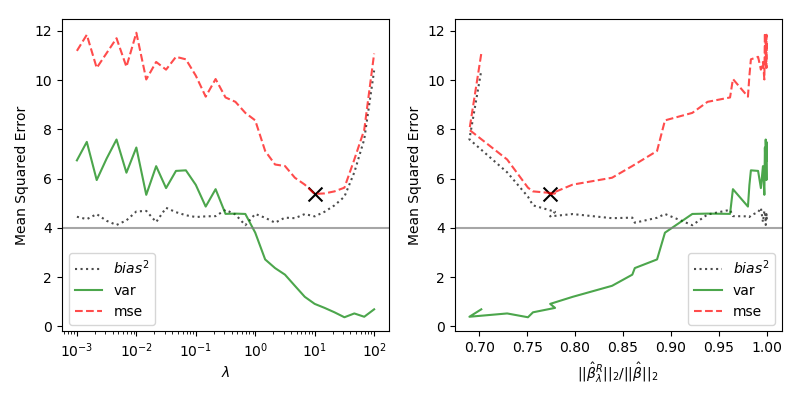 Mean Squared Error
12
10
8
6
4
2
0
bias²
var
mse
10⁻³
10⁻²
10⁻¹
10⁰
10¹
10²
λ
Mean Squared Error
12
10
8
6
4
2
0
bias²
var
mse
0.70
0.75
0.80
0.85
0.90
0.95
1.00
||β̂ᴿ_λ||₂/||β̂||₂